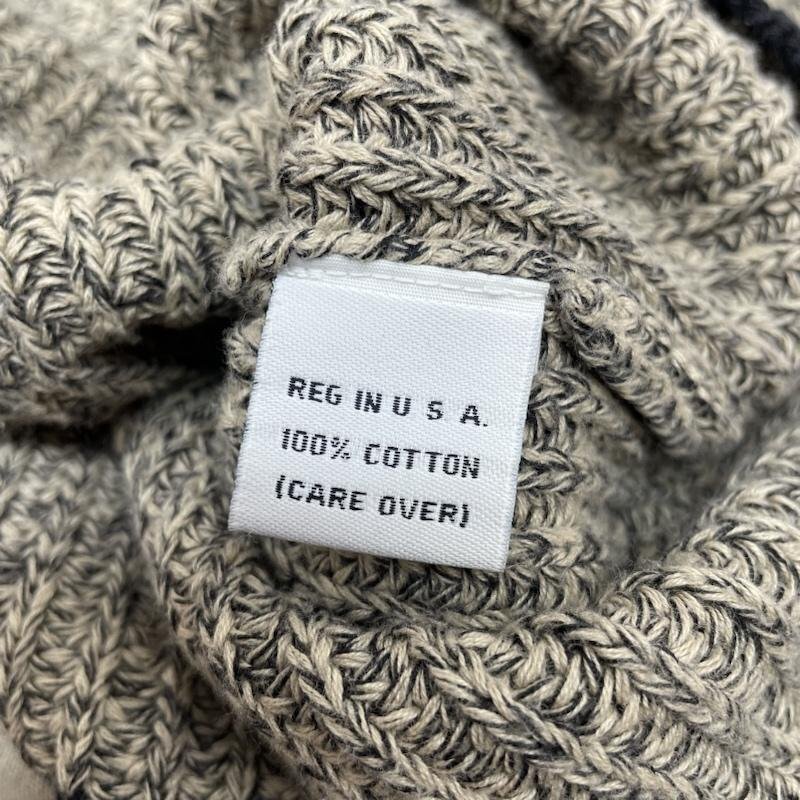 REG IN U S A.
100% COTTON
(CARE OVER)